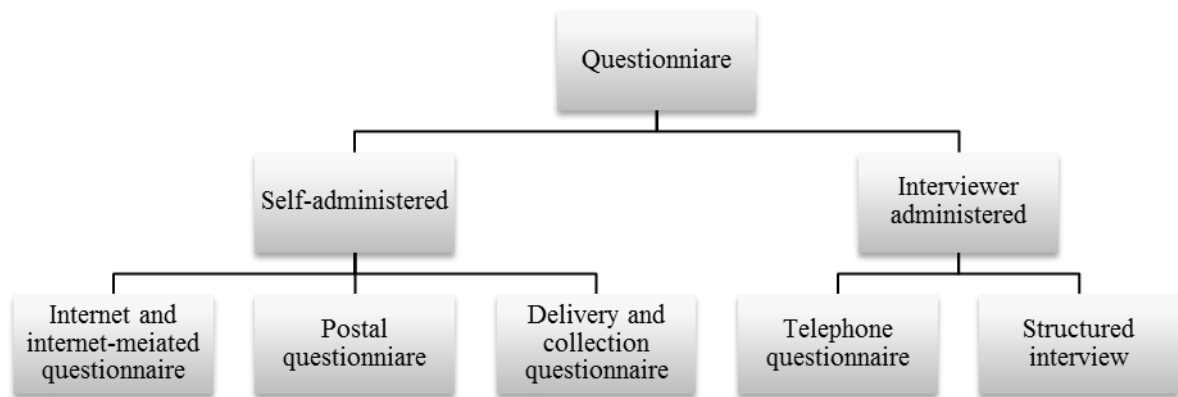 Questionniare
Self-administered
Interviewer
administered
Internet and
internet-meiated
questionnaire
Postal
questionniare
Delivery and
collection
questionnaire
Telephone
questionnaire
Structured
interview